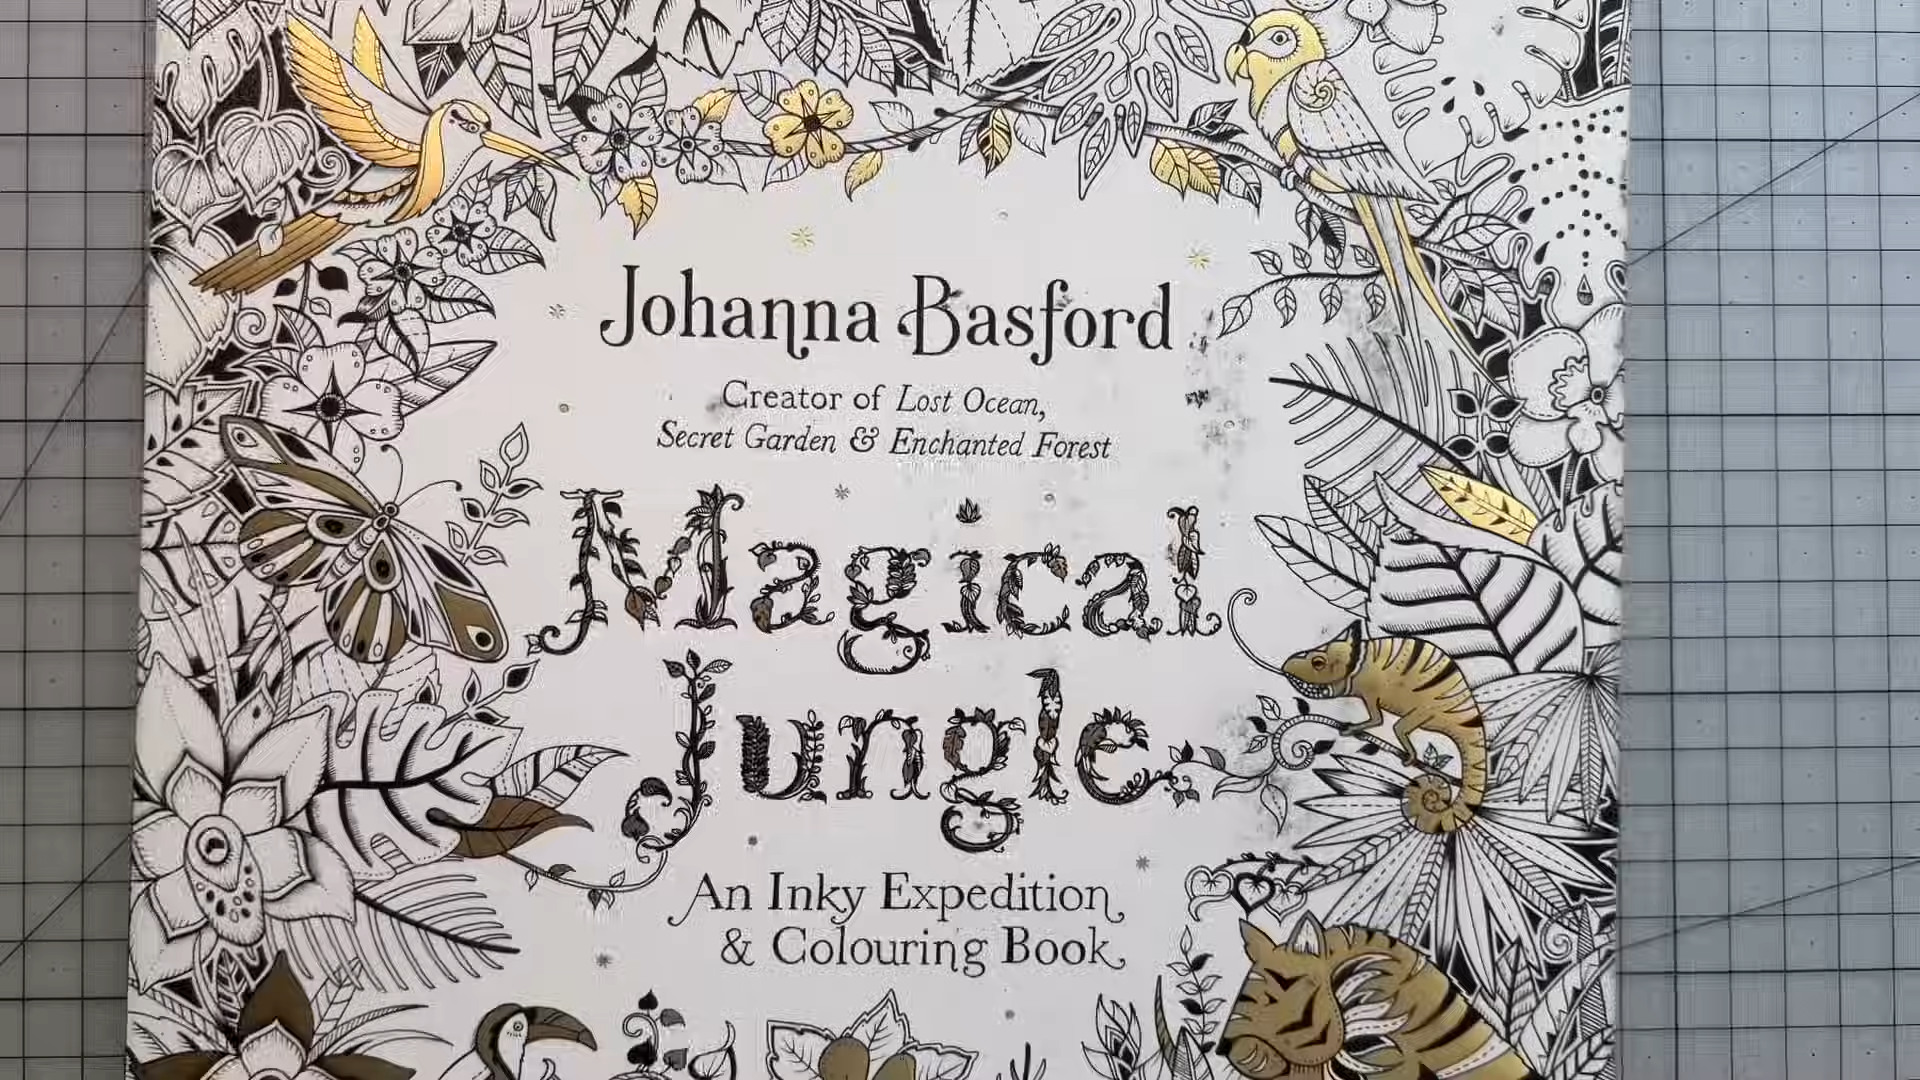 Johanna Basford
Creator of Lost Ocean,
Secret Garden & Enchanted Forest
Magical
Jungle
An Inky Expedition
& Colouring Book